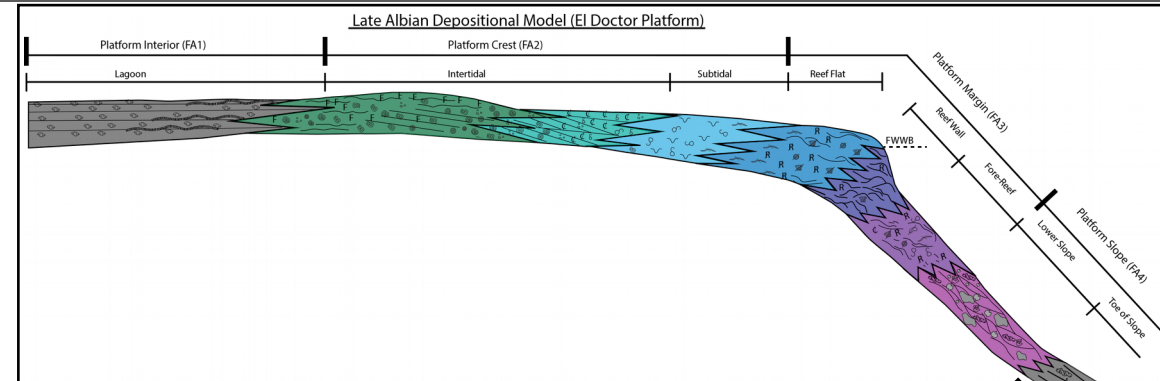 Late Albian Depositional Model (El Doctor Platform)
Platform Interior (FA1)
Platform Crest (FA2)
Platform Margin (FA3)
Platform Slope (FA4)
Lagoon
Intertidal
Subtidal
Reef Flat
Reef Wall
Fore-Reef
Lower Slope
Toe of Slope
FWWB